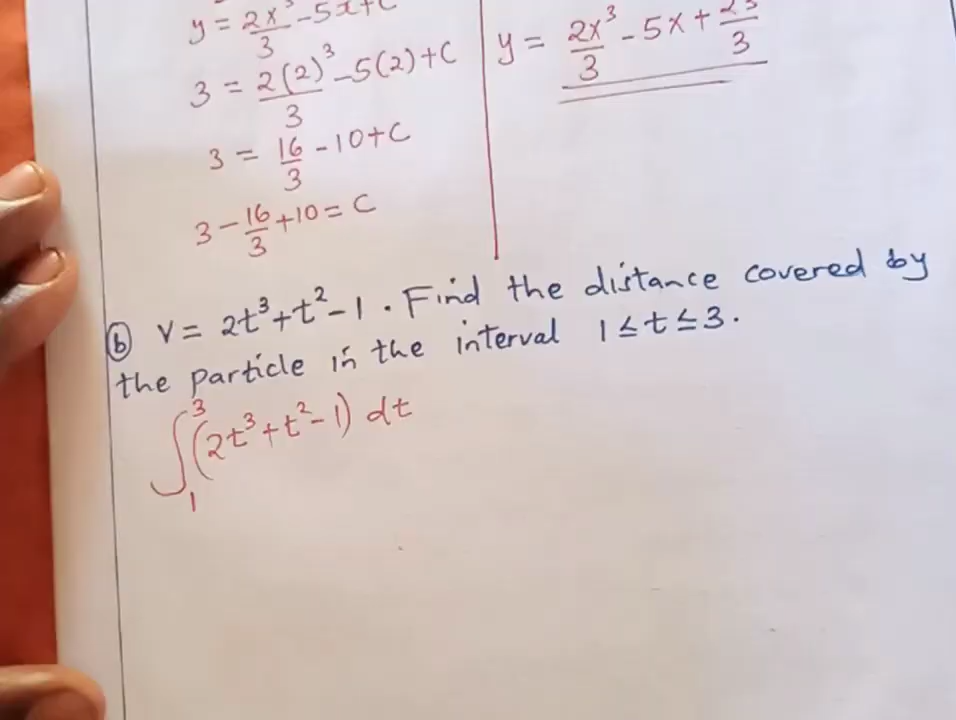 y = 2x³/3 - 5x + C
3 = 2(2)³/3 - 5(2) + C
3 = 16/3 - 10 + C
3 - 16/3 + 10 = C
y = 2x³/3 - 5x + 23/3
(b) V = 2t³ + t² - 1 . Find the distance covered by
the particle in the interval 1 ≤ t ≤ 3.
∫₁³ (2t³ + t² - 1) dt